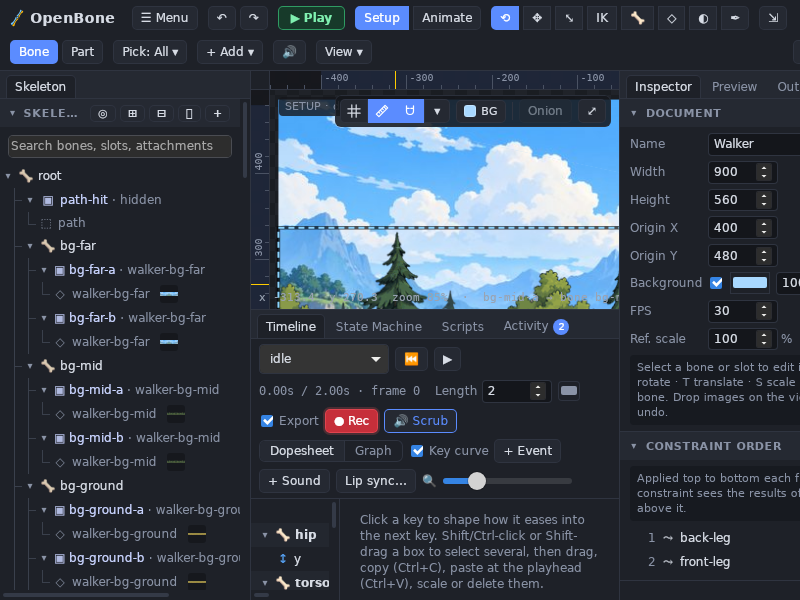 OpenBone
☰ Menu
↶ ↷
▶ Play
Setup Animate
IK
Bone Part Pick: All ▾ + Add ▾ View ▾
Skeleton
SKELE…
Search bones, slots, attachments
root
path-hit · hidden
path
bg-far
bg-far-a · walker-bg-far
walker-bg-far
bg-far-b · walker-bg-far
walker-bg-far
bg-mid
bg-mid-a · walker-bg-mid
walker-bg-mid
bg-mid-b · walker-bg-mid
walker-bg-mid
bg-ground
bg-ground-a · walker-bg-grou
walker-bg-ground
bg-ground-b · walker-bg-grou
walker-bg-ground
-400 -300 -200 -100
400
300
SETUP ·
BG
Onion
x
zoom
Timeline State Machine Scripts Activity 2
idle
0.00s / 2.00s · frame 0 Length 2
Export Rec Scrub
Dopesheet Graph Key curve + Event
+ Sound Lip sync…
hip
y
torso
Click a key to shape how it eases into
the next key. Shift/Ctrl-click or Shift-
drag a box to select several, then drag,
copy (Ctrl+C), paste at the playhead
(Ctrl+V), scale or delete them.
Inspector Preview Out
DOCUMENT
Name Walker
Width 900
Height 560
Origin X 400
Origin Y 480
Background 100
FPS 30
Ref. scale 100 %
Select a bone or slot to edit i
rotate · T translate · S scale
bone. Drop images on the vie
undo.
CONSTRAINT ORDER
Applied top to bottom each f
constraint sees the results of
above it.
1 back-leg
2 front-leg